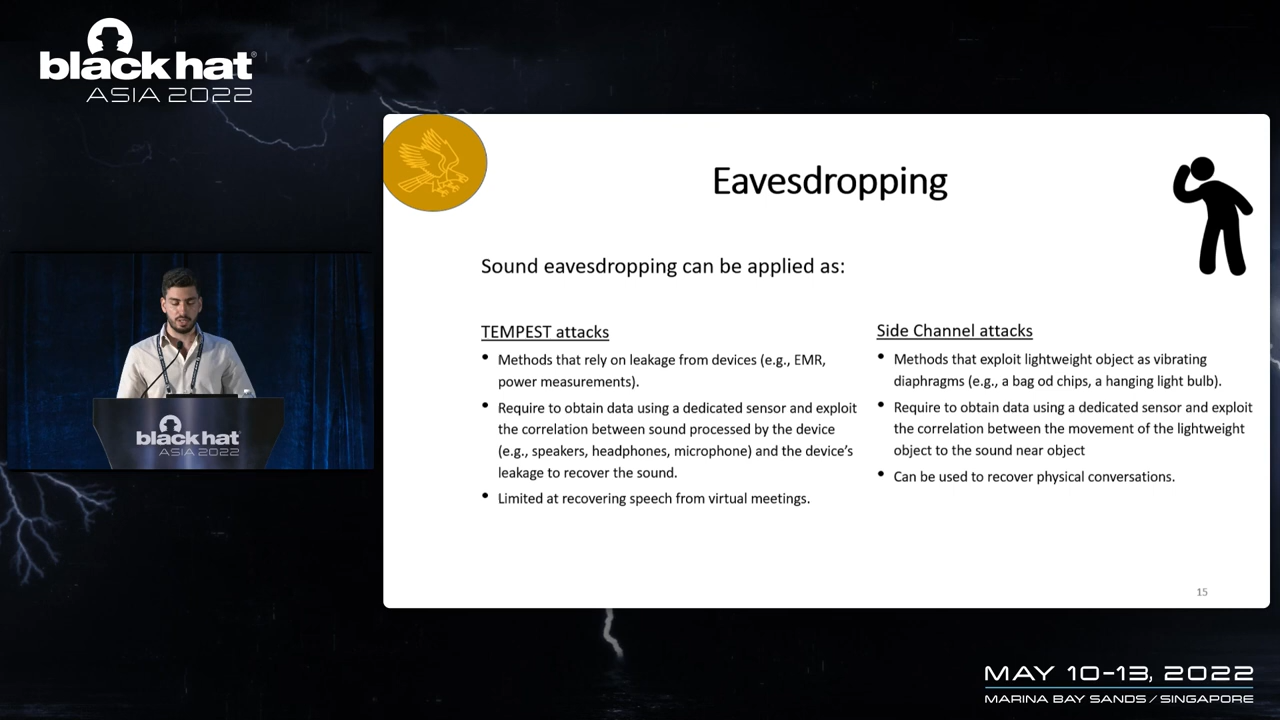 black hat®
ASIA 2022
Eavesdropping
Sound eavesdropping can be applied as:
TEMPEST attacks
• Methods that rely on leakage from devices (e.g., EMR,
power measurements).
• Require to obtain data using a dedicated sensor and exploit
the correlation between sound processed by the device
(e.g., speakers, headphones, microphone) and the device's
leakage to recover the sound.
• Limited at recovering speech from virtual meetings.
Side Channel attacks
• Methods that exploit lightweight object as vibrating
diaphragms (e.g., a bag od chips, a hanging light bulb).
• Require to obtain data using a dedicated sensor and exploit
the correlation between the movement of the lightweight
object to the sound near object
• Can be used to recover physical conversations.
15
black hat
ASIA 2022
MAY 10-13, 2022
MARINA BAY SANDS / SINGAPORE